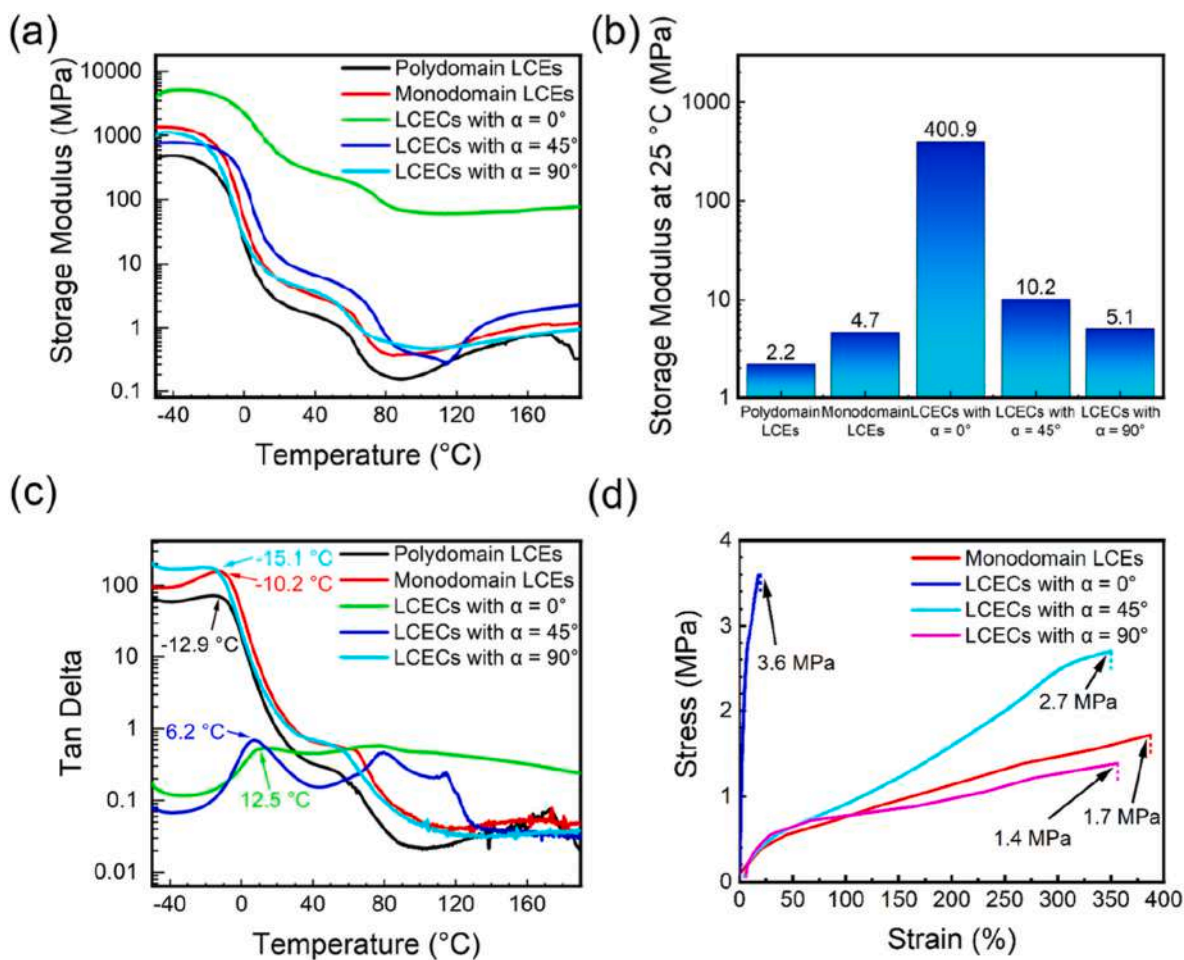 (a)
Storage Modulus (MPa)
10000
1000
100
10
1
0.1
Polydomain LCEs
Monodomain LCEs
LCECs with α = 0°
LCECs with α = 45°
LCECs with α = 90°
-40 0 40 80 120 160
Temperature (°C)
(b)
Storage Modulus at 25 °C (MPa)
1000
100
10
1
2.2
4.7
400.9
10.2
5.1
Polydomain LCEs
Monodomain LCEs
LCECs with α = 0°
LCECs with α = 45°
LCECs with α = 90°
(c)
Tan Delta
100
10
1
0.1
0.01
-15.1 °C
-10.2 °C
-12.9 °C
6.2 °C
12.5 °C
Polydomain LCEs
Monodomain LCEs
LCECs with α = 0°
LCECs with α = 45°
LCECs with α = 90°
-40 0 40 80 120 160
Temperature (°C)
(d)
Stress (MPa)
4
3
2
1
0
Monodomain LCEs
LCECs with α = 0°
LCECs with α = 45°
LCECs with α = 90°
3.6 MPa
2.7 MPa
1.4 MPa
1.7 MPa
0 50 100 150 200 250 300 350 400
Strain (%)